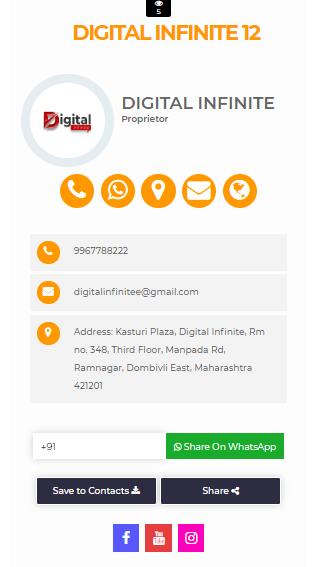 5
DIGITAL INFINITE 12
Digital
DIGITAL INFINITE
Proprietor
9967788222
digitalinfinitee@gmail.com
Address: Kasturi Plaza, Digital Infinite, Rm
no. 348, Third Floor, Manpada Rd,
Ramnagar, Dombivli East, Maharashtra
421201
+91
Share On WhatsApp
Save to Contacts
Share
You
Tube